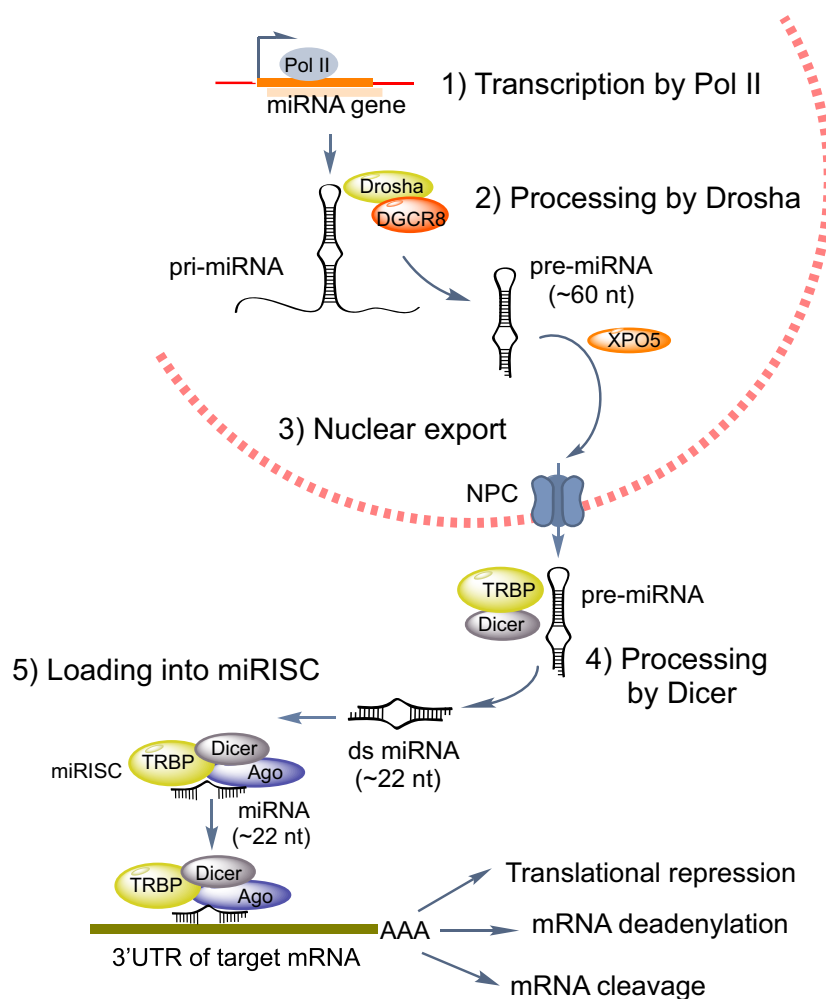 Pol II
miRNA gene
1) Transcription by Pol II
Drosha
DGCR8
2) Processing by Drosha
pri-miRNA
pre-miRNA
(~60 nt)
XPO5
3) Nuclear export
NPC
TRBP
Dicer
pre-miRNA
4) Processing
by Dicer
5) Loading into miRISC
ds miRNA
(~22 nt)
miRISC
TRBP
Dicer
Ago
miRNA
(~22 nt)
TRBP
Dicer
Ago
AAA
3’UTR of target mRNA
Translational repression
mRNA deadenylation
mRNA cleavage